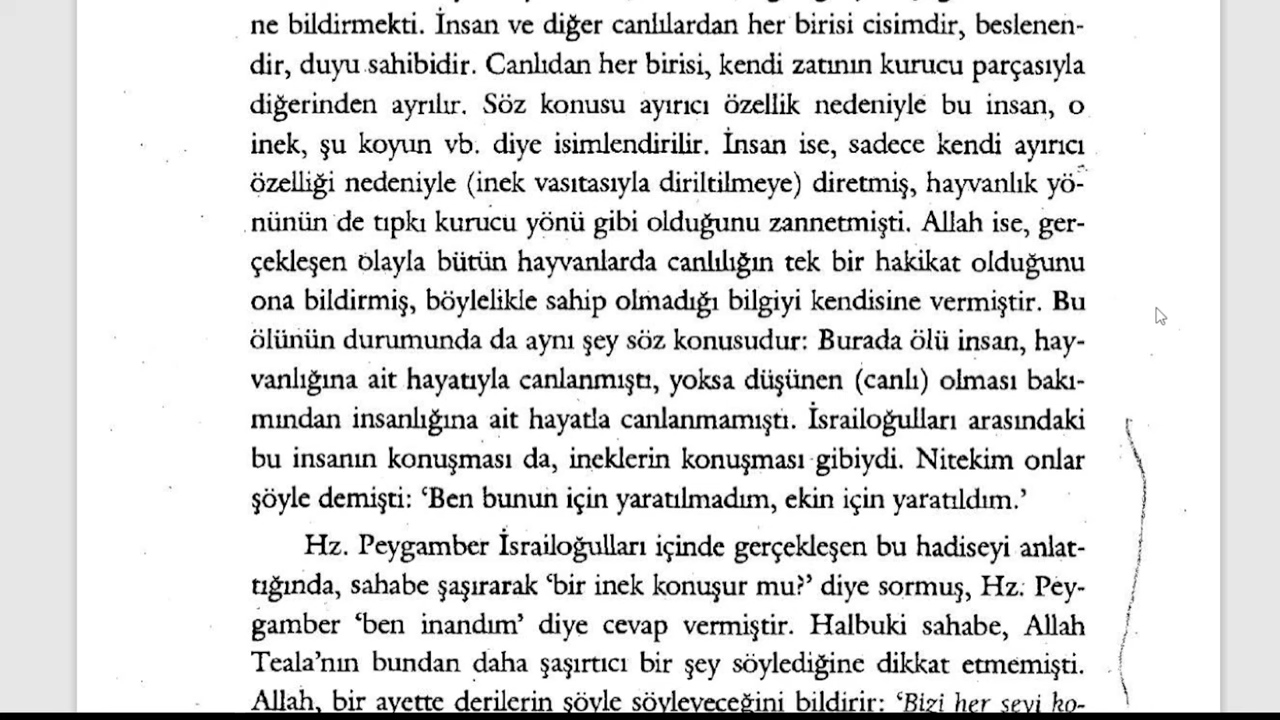 ne bildirmekti. İnsan ve diğer canlılardan her birisi cisimdir, beslenen-
dir, duyu sahibidir. Canlıdan her birisi, kendi zatının kurucu parçasıyla
diğerinden ayrılır. Söz konusu ayırıcı özellik nedeniyle bu insan, o
inek, şu koyun vb. diye isimlendirilir. İnsan ise, sadece kendi ayırıcı
özelliği nedeniyle (inek vasıtasıyla diriltilmeye) diretmiş, hayvanlık yö-
nünün de tıpkı kurucu yönü gibi olduğunu zannetmişti. Allah ise, ger-
çekleşen olayla bütün hayvanlarda canlılığın tek bir hakikat olduğunu
ona bildirmiş, böylelikle sahip olmadığı bilgiyi kendisine vermiştir. Bu
ölünün durumunda da aynı şey söz konusudur: Burada ölü insan, hay-
vanlığına ait hayatıyla canlanmıştı, yoksa düşünen (canlı) olması bakı-
mından insanlığına ait hayatla canlanmamıştı. İsrailoğulları arasındaki
bu insanın konuşması da, ineklerin konuşması gibiydi. Nitekim onlar
şöyle demişti: ‘Ben bunun için yaratılmadım, ekin için yaratıldım.’
Hz. Peygamber İsrailoğulları içinde gerçekleşen bu hadiseyi anlat-
tığında, sahabe şaşırarak ‘bir inek konuşur mu?’ diye sormuş, Hz. Pey-
gamber ‘ben inandım’ diye cevap vermiştir. Halbuki sahabe, Allah
Teala’nın bundan daha şaşırtıcı bir şey söylediğine dikkat etmemişti.
Allah, bir ayette derilerin şöyle söyleyeceğini bildirir: ‘Bizi her şeyi ko-